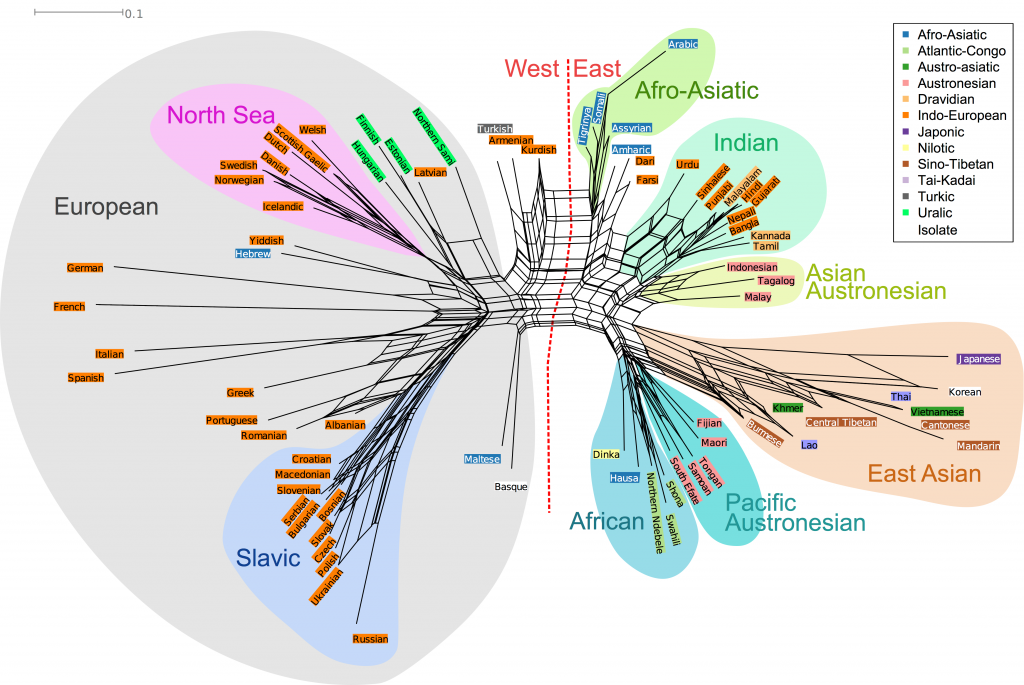 0.1
West East
Afro-Asiatic
Atlantic-Congo
Austro-asiatic
Austronesian
Dravidian
Indo-European
Japonic
Nilotic
Sino-Tibetan
Tai-Kadai
Turkic
Uralic
Isolate
European
North Sea
Welsh
Scottish Gaelic
Dutch
Danish
Swedish
Norwegian
Icelandic
Finnish
Estonian
Hungarian
Northern Sami
Latvian
Yiddish
Hebrew
German
French
Italian
Spanish
Greek
Portuguese
Romanian
Albanian
Slavic
Croatian
Macedonian
Slovenian
Serbian
Bulgarian
Bosnian
Slovak
Czech
Polish
Ukrainian
Russian
Turkish
Armenian
Kurdish
Maltese
Basque
Afro-Asiatic
Arabic
Somali
Tigrinya
Assyrian
Amharic
Dari
Farsi
Indian
Urdu
Sinhalese
Punjabi
Malayalam
Hindi
Gujarati
Nepali
Bangla
Kannada
Tamil
Asian
Austronesian
Indonesian
Tagalog
Malay
East Asian
Japanese
Korean
Thai
Vietnamese
Khmer
Central Tibetan
Cantonese
Burmese
Lao
Mandarin
Pacific
Austronesian
Fijian
Maori
Tongan
Samoan
South Efate
African
Dinka
Hausa
Shona
Swahili
Northern Ndebele